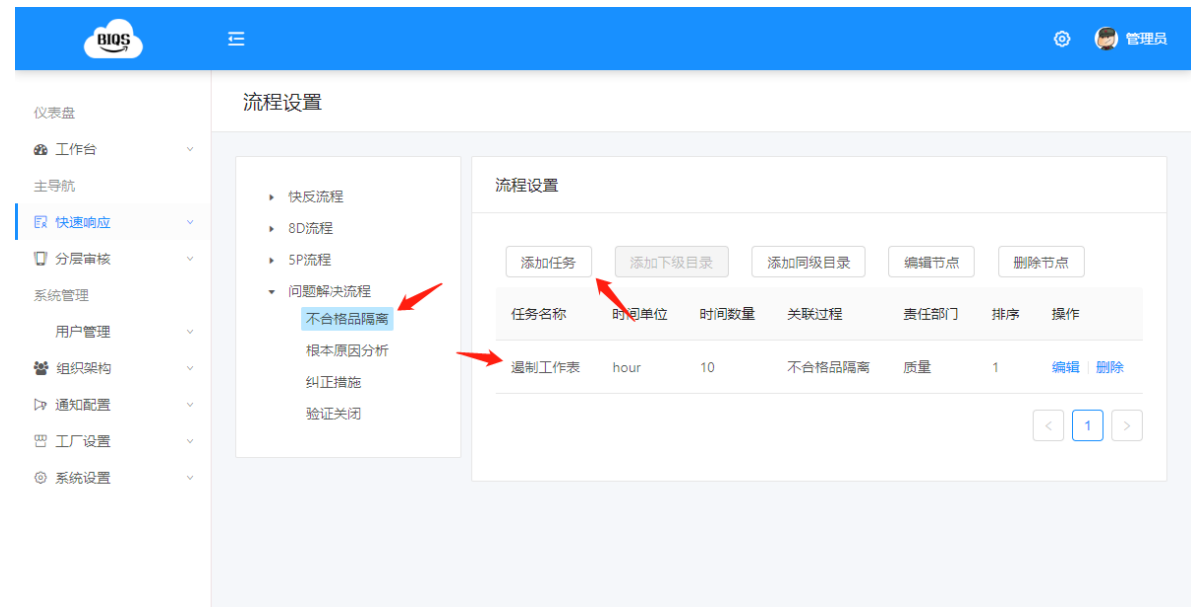 BIQS
管理员
仪表盘
工作台
主导航
快速响应
分层审核
系统管理
用户管理
组织架构
通知配置
工厂设置
系统设置
流程设置
快反流程
8D流程
5P流程
问题解决流程
不合格品隔离
根本原因分析
纠正措施
验证关闭
流程设置
添加任务 添加下级目录 添加同级目录 编辑节点 删除节点
任务名称 时间单位 时间数量 关联过程 责任部门 排序 操作
遏制工作表 hour 10 不合格品隔离 质量 1 编辑 删除
< 1 >